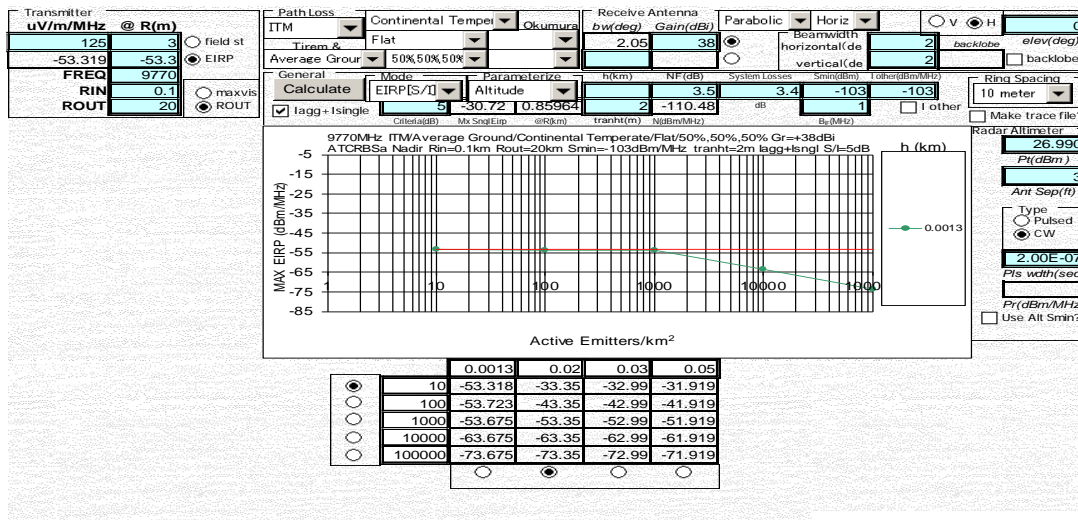 Transmitter
uV/m/MHz @ R(m)
125 3 field st
-53.319 -53.3 EIRP
FREQ 9770
RIN 0.1 maxvis
ROUT 20 ROUT
Path Loss
ITM Continental Temper Okumura
Tirem & Flat
Average Groun 50%,50%,50%
Receive Antenna
bw(deg) Gain(dBi) Parabolic Horiz
2.05 38
Beamwidth
horizontal(de 2
vertical(de 2
V H 0
backlobe elev(deg)
backlobe
General Mode Parameterize
Calculate EIRP[S/I] Altitude
Iagg+Isingle 5 -30.72 0.85964
Criteria(dB) Mx Sngl Eirp @R(km)
h(km) NF(dB) System Losses Smin(dBm) I other(dBm/MHz)
3.5 3.4 -103 -103
2 -110.48 dB 1 I other
tranht(m) N(dBm/MHz) (MHz)
Ring Spacing
10 meter
Make trace file?
Radar Altimeter
26.990
Pt(dBm)
3
Ant Sep(ft)
Type
Pulsed
CW
2.00E-07
Pls wdth(sec
Pr(dBm/MHz
Use Alt Smin?
9770MHz ITM/Average Ground/Continental Temperate/Flat/50%,50%,50% Gr=+38dBi
ATCRBSa Nadir Rin=0.1km Rout=20km Smin=-103dBm/MHz tranht=2m Iagg+Isngl S/I=5dB
h (km)
0.0013
MAX EIRP (dBm/MHz)
-5
-15
-25
-35
-45
-55
-65
-75
-85
1 10 100 1000 10000 1000
Active Emitters/km²
0.0013 0.02 0.03 0.05
10 -53.318 -33.35 -32.99 -31.919
100 -53.723 -43.35 -42.99 -41.919
1000 -53.675 -53.35 -52.99 -51.919
10000 -63.675 -63.35 -62.99 -61.919
100000 -73.675 -73.35 -72.99 -71.919